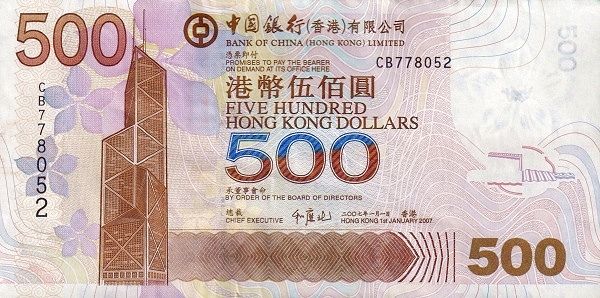 500
中國銀行(香港)有限公司
BANK OF CHINA (HONG KONG) LIMITED
憑票即付
PROMISES TO PAY THE BEARER
ON DEMAND AT ITS OFFICE HERE
CB778052
港幣伍佰圓
FIVE HUNDRED
HONG KONG DOLLARS
500
CB778052
承董事會命
BY ORDER OF THE BOARD OF DIRECTORS
總裁
CHIEF EXECUTIVE
二〇〇七年一月一日 香港
HONG KONG 1ST JANUARY 2007
500
500